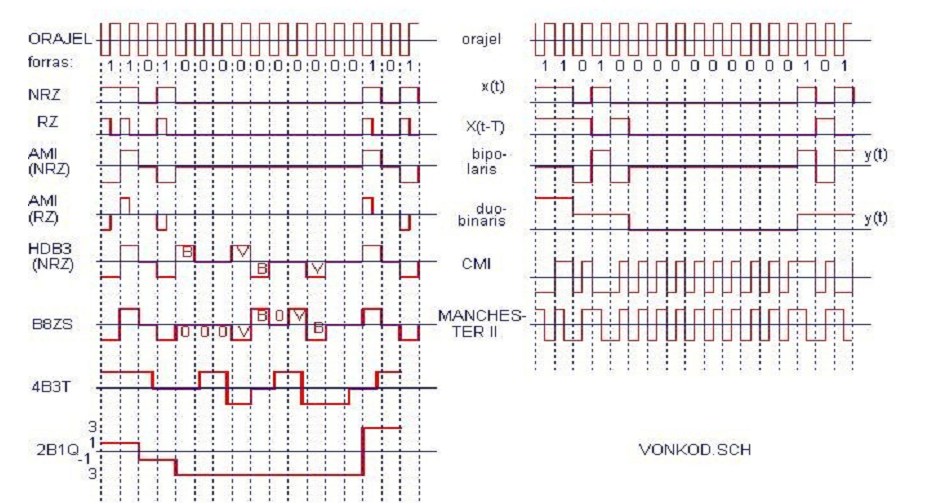 ORAJEL
forras: 1 1 0 1 0 0 0 0 0 0 0 0 0 0 1 0 1
NRZ
RZ
AMI
(NRZ)
AMI
(RZ)
HDB3
(NRZ)
B V B V
B8ZS
0 0 0 V B 0 V B
4B3T
2B1Q
3
1
-1
3
orajel
1 1 0 1 0 0 0 0 0 0 0 0 0 0 1 0 1
x(t)
X(t-T)
bipo-
laris
y(t)
duo-
binaris
y(t)
CMI
MANCHES-
TER II
VONKOD.SCH